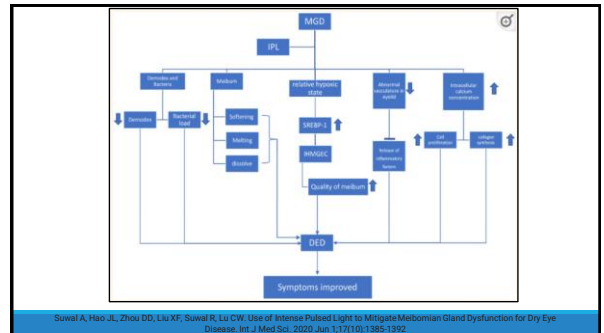 MGD
IPL
Demodex and
Bacteria
Meibum
relative hypoxic
state
Abnormal
vasculature in
eyelid
Intracellular
calcium
concentration
Demodex
Bacterial
load
Softening
Melting
dissolve
SREBP-1
IHMGEC
Quality of meibum
Release of
inflammatory
factors
Cell
proliferation
collagen
synthesis
DED
Symptoms improved
Suwal A, Hao JL, Zhou DD, Liu XF, Suwal R, Lu CW. Use of Intense Pulsed Light to Mitigate Meibomian Gland Dysfunction for Dry Eye
Disease. Int J Med Sci. 2020 Jun 1;17(10):1385-1392